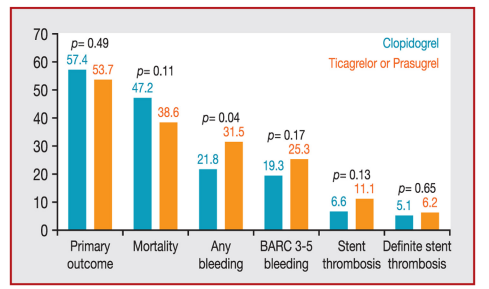 70
60
50
40
30
20
10
0
Clopidogrel
Ticagrelor or Prasugrel
p= 0.49
57.4 53.7
p= 0.11
47.2
38.6
p= 0.04
21.8 31.5
p= 0.17
19.3 25.3
p= 0.13
6.6 11.1
p= 0.65
5.1 6.2
Primary outcome
Mortality
Any bleeding
BARC 3-5 bleeding
Stent thrombosis
Definite stent thrombosis